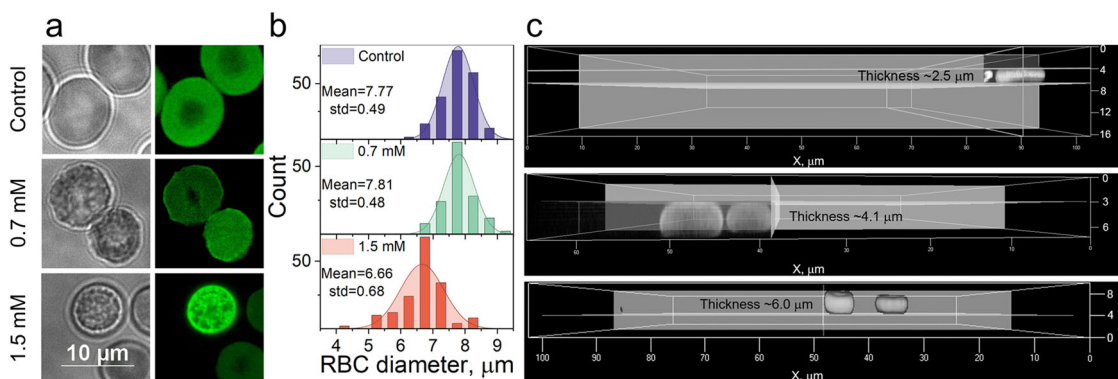 a
Control
0.7 mM
1.5 mM
10 μm
b
Control
50
Mean=7.77
std=0.49
0.7 mM
50
Mean=7.81
std=0.48
1.5 mM
50
Mean=6.66
std=0.68
Count
4 5 6 7 8 9
RBC diameter, μm
c
Thickness ~2.5 μm
0
4
8
12
16
0 10 20 30 40 50 60 70 80 90 100
X, μm
Thickness ~4.1 μm
0
3
6
60 50 40 30 20 10 0
X, μm
Thickness ~6.0 μm
8
4
0
100 90 80 70 60 50 40 30 20 10 0
X, μm